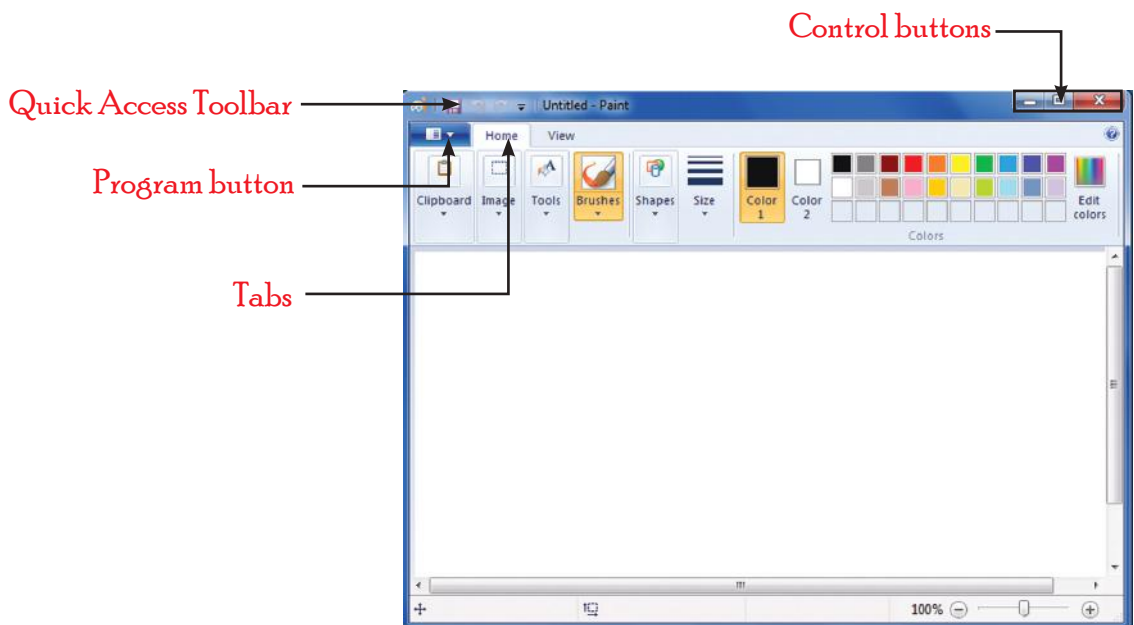 Control buttons
Quick Access Toolbar
Untitled - Paint
Program button
Home View
Tabs
Clipboard Image Tools Brushes Shapes Size Color 1 Color 2 Edit colors
Colors
100%